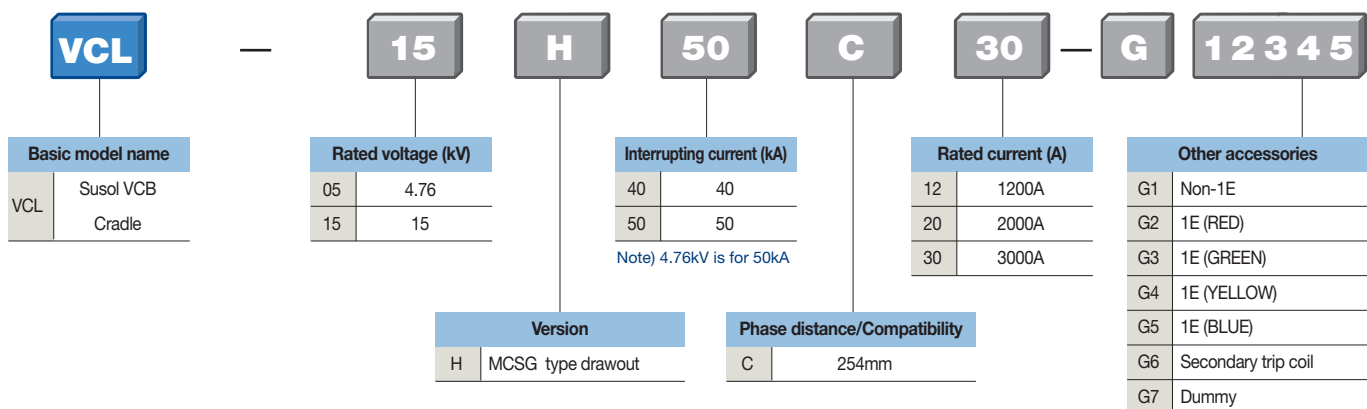 VCL — 15 H 50 C 30 — G 1 2 3 4 5
Basic model name
VCL
Susol VCB
Cradle
Rated voltage (kV)
05 4.76
15 15
Interrupting current (kA)
40 40
50 50
Note) 4.76kV is for 50kA
Rated current (A)
12 1200A
20 2000A
30 3000A
Other accessories
G1 Non-1E
G2 1E (RED)
G3 1E (GREEN)
G4 1E (YELLOW)
G5 1E (BLUE)
G6 Secondary trip coil
G7 Dummy
Version
H MCSG type drawout
Phase distance/Compatibility
C 254mm